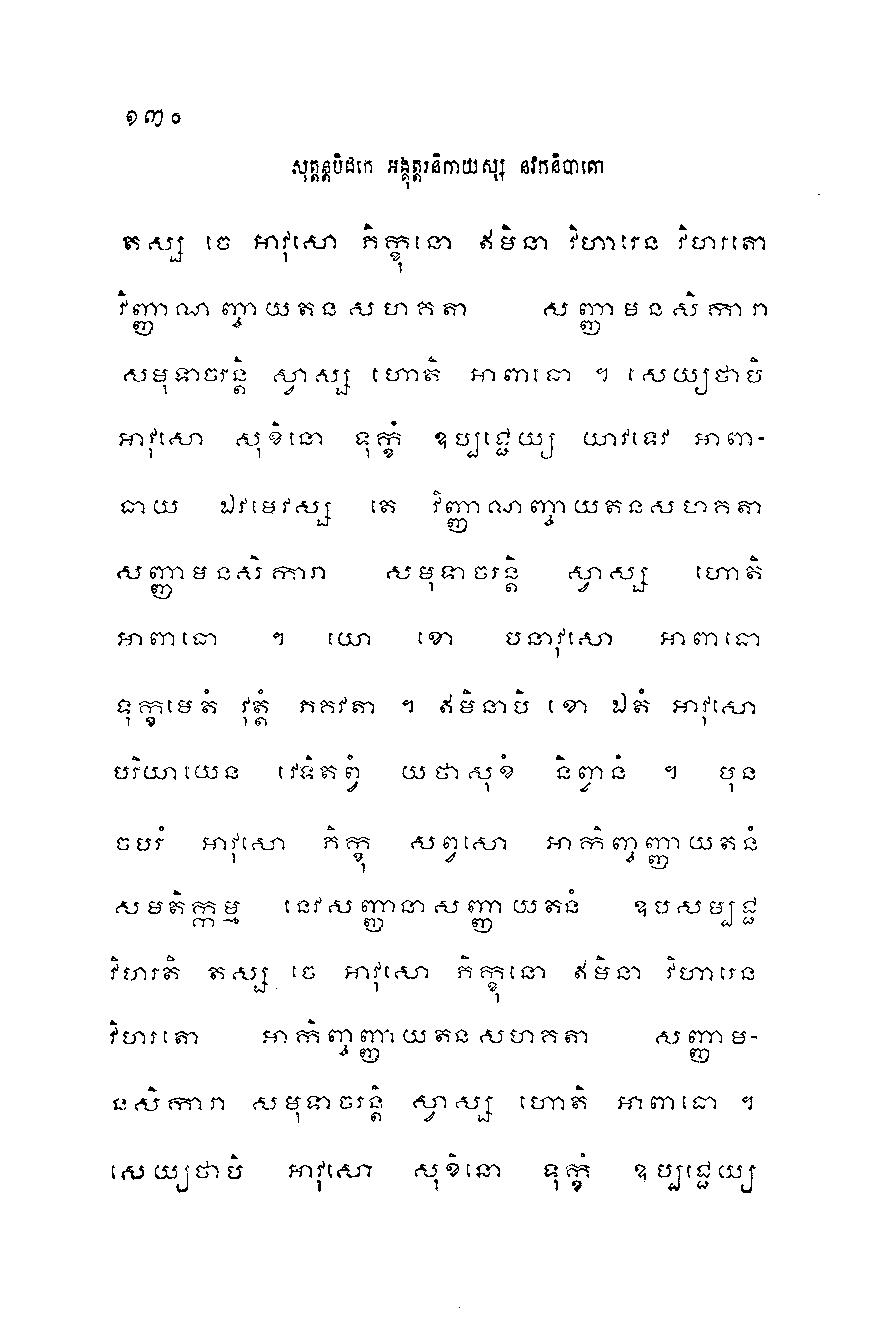 ១៣០
សុត្តន្តបិដកេ អង្គុត្តរនិកាយស្ស នវកនិបាតោ
តស្ស ចេ អាវុសោ ភិក្ខុនោ ឥមិនា វិហារេន វិហរតោ
វិញ្ញាណញ្ចាយតនសហគតា សញ្ញាមនសិការា
សមុទាចរន្តិ ស្វាស្ស ហោតិ អាពាធោ ។ សេយ្យថាបិ
អាវុសោ សុខិនោ ទុក្ខំ ឧប្បជ្ជេយ្យ យាវទេវ អាពា-
ធាយ ឯវមេវស្ស តេ វិញ្ញាណញ្ចាយតនសហគតា
សញ្ញាមនសិការា សមុទាចរន្តិ ស្វាស្ស ហោតិ
អាពាធោ ។ យោ ខោ បនាវុសោ អាពាធោ
ទុក្ខមេតំ វុត្តំ ភគវតា ។ ឥមិនាបិ ខោ ឯតំ អាវុសោ
បរិយាយេន វេទិតព្វំ យថាសុខំ និព្វានំ ។ បុន
ចបរំ អាវុសោ ភិក្ខុ សព្វសោ អាកិញ្ចញ្ញាយតនំ
សមតិក្កម្ម នេវសញ្ញានាសញ្ញាយតនំ ឧបសម្បជ្ជ
វិហរតិ តស្ស ចេ អាវុសោ ភិក្ខុនោ ឥមិនា វិហារេន
វិហរតោ អាកិញ្ចញ្ញាយតនសហគតា សញ្ញាម-
នសិការា សមុទាចរន្តិ ស្វាស្ស ហោតិ អាពាធោ ។
សេយ្យថាបិ អាវុសោ សុខិនោ ទុក្ខំ ឧប្បជ្ជេយ្យ